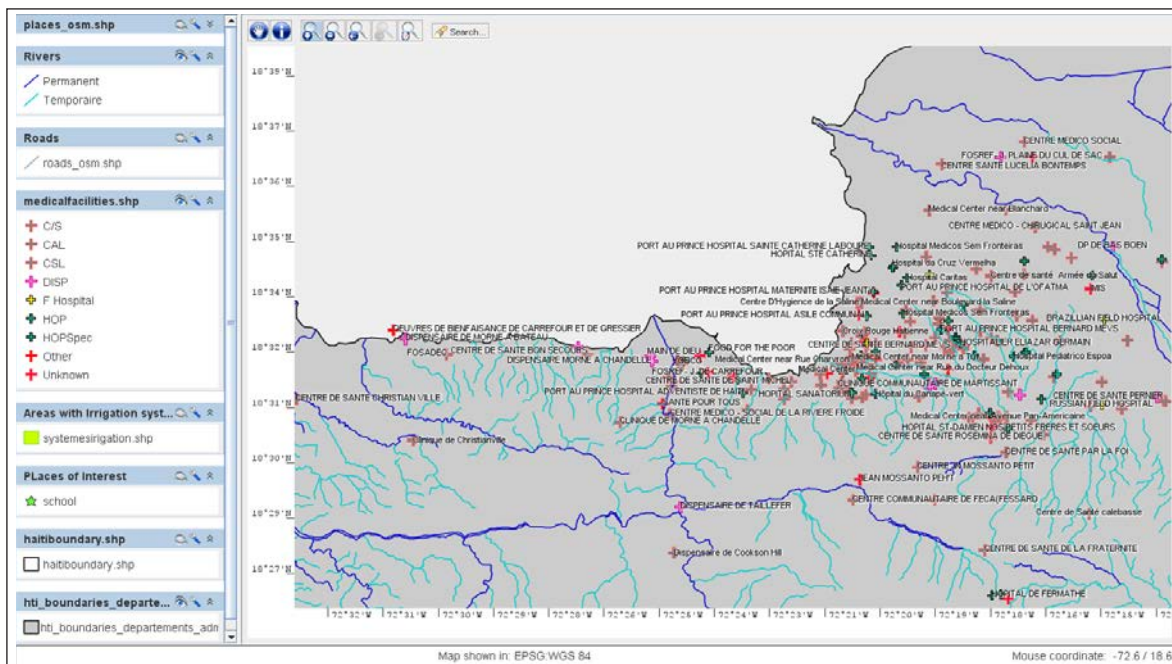 places_osm.shp
Rivers
Permanent
Temporaire
Roads
roads_osm.shp
medicalfacilities.shp
C/S
CAL
CSL
DISP
F Hospital
HOP
HOPSpec
Other
Unknown
Areas with Irrigation syst...
systemesirigation.shp
PLaces of Interest
school
haitiboundary.shp
haitiboundary.shp
hti_boundaries_departe...
hti_boundaries_departements_adm
Search...
18°39'N
18°37'N
18°36'N
18°35'N
18°34'N
18°33'N
18°32'N
18°31'N
18°30'N
18°29'N
18°28'N
18°27'N
CENTRE MEDICO SOCIAL
PLAINE DU CUL DE SAC
CENTRE SANTE LUCELIA BONTEMPS
Medical Center near Blanchard
CENTRE MEDICO - CHIRUGICAL SAINT JEAN
PORT AU PRINCE HOSPITAL SAINTE CATHERINE LABOURE
Hospital Medicos Sem Fronteiras
DP DE BAS BOEN
HOPITAL STE CATHERINE
Hospital da Cruz Vermelha
Hospital Caritas
Centre de santé Armée du Salut
PORT AU PRINCE HOSPITAL DE L'OFATMA
PORT AU PRINCE HOSPITAL MATERNITE ISAIE JEANTY
Centre D'Hygience de la Saline
Medical Center near Boulevard la Saline
PORT AU PRINCE HOSPITAL ASILE COMMUNAL
Hospital Medicos Sem Fronteiras
BRAZILIAN FIELD HOSPITAL
OEUVRES DE BIENFAISANCE DE CARREFOUR ET DE GRESSIER
Croix Rouge Haitienne
PORT AU PRINCE HOSPITAL BERNARD MEVS
DISPENSAIRE DE MORNE A BATEAU
FOSADEC
CENTRE DE SANTE BON SECOURS
MAIN DE DIEU
FOOD FOR THE POOR
CENTRE DE SANTE BERNARD MEVS
HOSPITALIER ELIAZAR GERMAIN
DISPENSAIRE MORNE A CHANDELLE
Medical Center near Rue Charvron
Medical Center near Morne a Tuf
Hospital Pediatrico Espoa
FOSREF - J. DE CARREFOUR
Medical Center
Medical Center near Rue du Docteur Dehoux
CENTRE DE SANTE DE SAINT MICHEL
CLINIQUE COMMUNAUTAIRE DE MARTISSANT
PORT AU PRINCE HOSPITAL ADVENTISTE DE HAITI
HOPITAL SANATORIUM
Hopital du Canape-vert
CENTRE DE SANTE PERNIER
CENTRE DE SANTE CHRISTIAN VILLE
SANTE POUR TOUS
RUSSIAN FIELD HOSPITAL
CENTRE MEDICO - SOCIAL DE LA RIVIERE FROIDE
CLINIQUE DE MORNE A CHANDELLE
HOPITAL ST-DAMIEN NOS PETITS FRERES ET SOEURS
Clinique de Christianville
CENTRE DE SANTE ROSEMINA DE DIEGUE
CENTRE DE SANTE PAR LA FOI
CENTRE JN MOSSANTO PETIT
JEAN MOSSANTO PETIT
CENTRE COMMUNAUTAIRE DE FECA(FESSARD)
DISPENSAIRE DE TAILLEFER
Centre de Santé calebasse
Dispensaire de Cookson Hill
CENTRE DE SANTE DE LA FRATERNITE
HOPITAL DE FERMATHE
72°32'W 72°31'W 72°30'W 72°29'W 72°28'W 72°27'W 72°26'W 72°25'W 72°24'W 72°23'W 72°22'W 72°21'W 72°20'W 72°19'W 72°18'W 72°16'W 72°15'W
Map shown in: EPSG:WGS 84
Mouse coordinate: -72.6 / 18.6